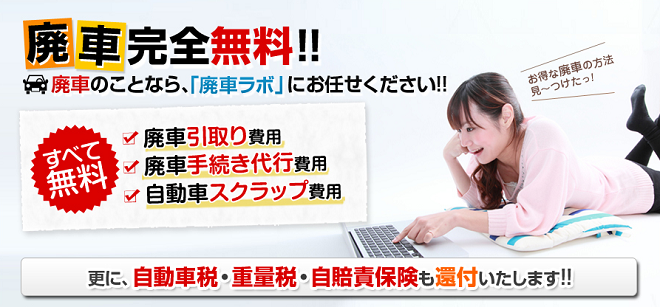 廃車完全無料!!
廃車のことなら、「廃車ラボ」にお任せください!!
お得な廃車の方法
見〜つけたっ!
すべて
無料
廃車引取り費用
廃車手続き代行費用
自動車スクラップ費用
更に、自動車税・重量税・自賠責保険も還付いたします!!